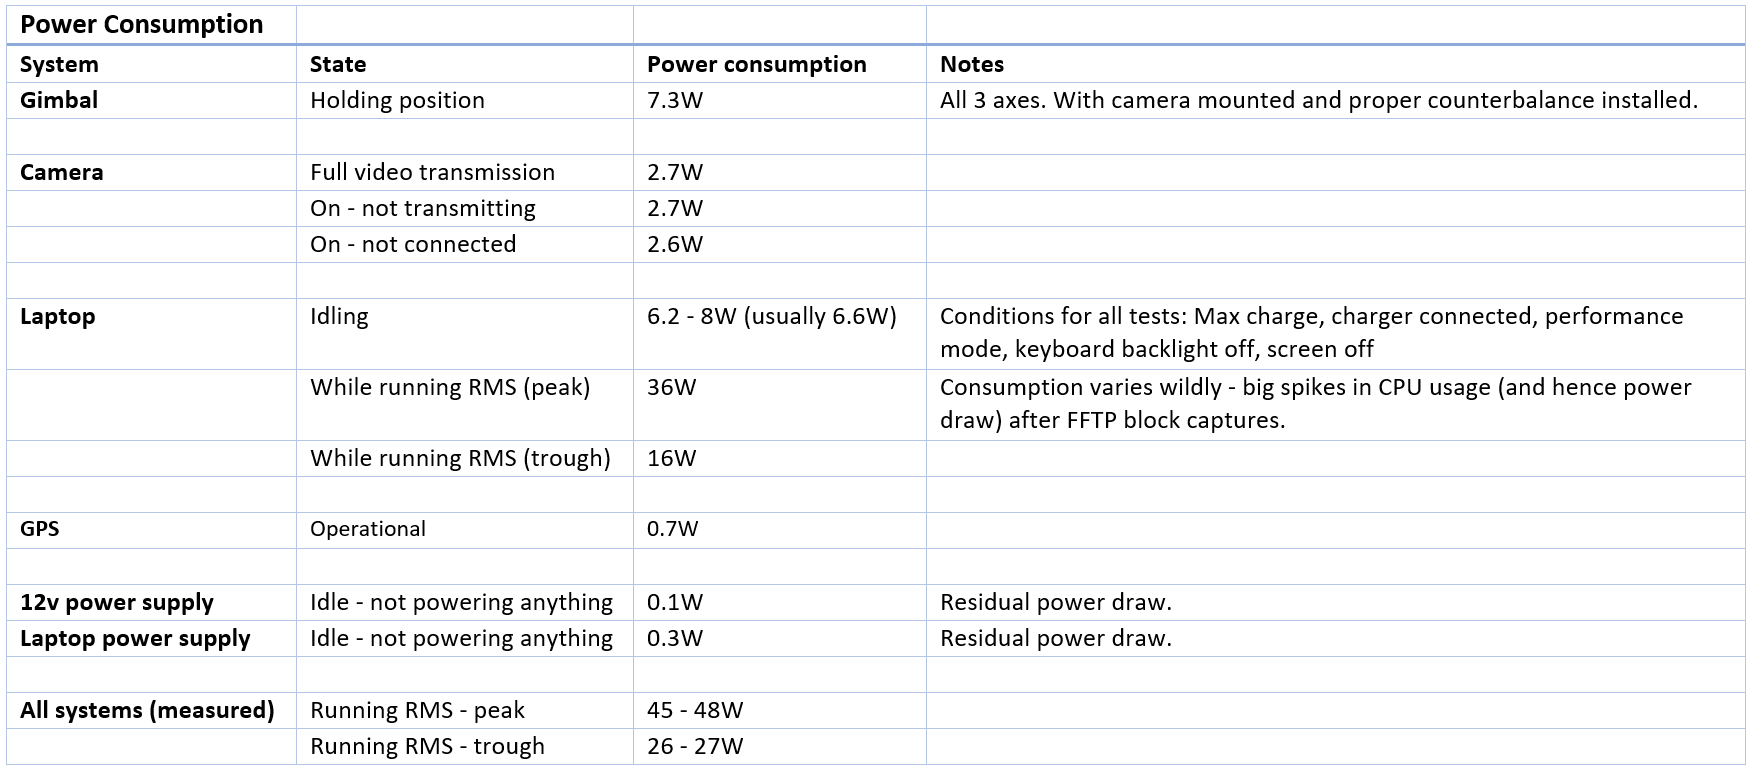 Power Consumption
System State Power consumption Notes
Gimbal Holding position 7.3W All 3 axes. With camera mounted and proper counterbalance installed.
Camera Full video transmission 2.7W
On - not transmitting 2.7W
On - not connected 2.6W
Laptop Idling 6.2 - 8W (usually 6.6W) Conditions for all tests: Max charge, charger connected, performance
mode, keyboard backlight off, screen off
While running RMS (peak) 36W Consumption varies wildly - big spikes in CPU usage (and hence power
draw) after FFTP block captures.
While running RMS (trough) 16W
GPS Operational 0.7W
12v power supply Idle - not powering anything 0.1W Residual power draw.
Laptop power supply Idle - not powering anything 0.3W Residual power draw.
All systems (measured) Running RMS - peak 45 - 48W
Running RMS - trough 26 - 27W